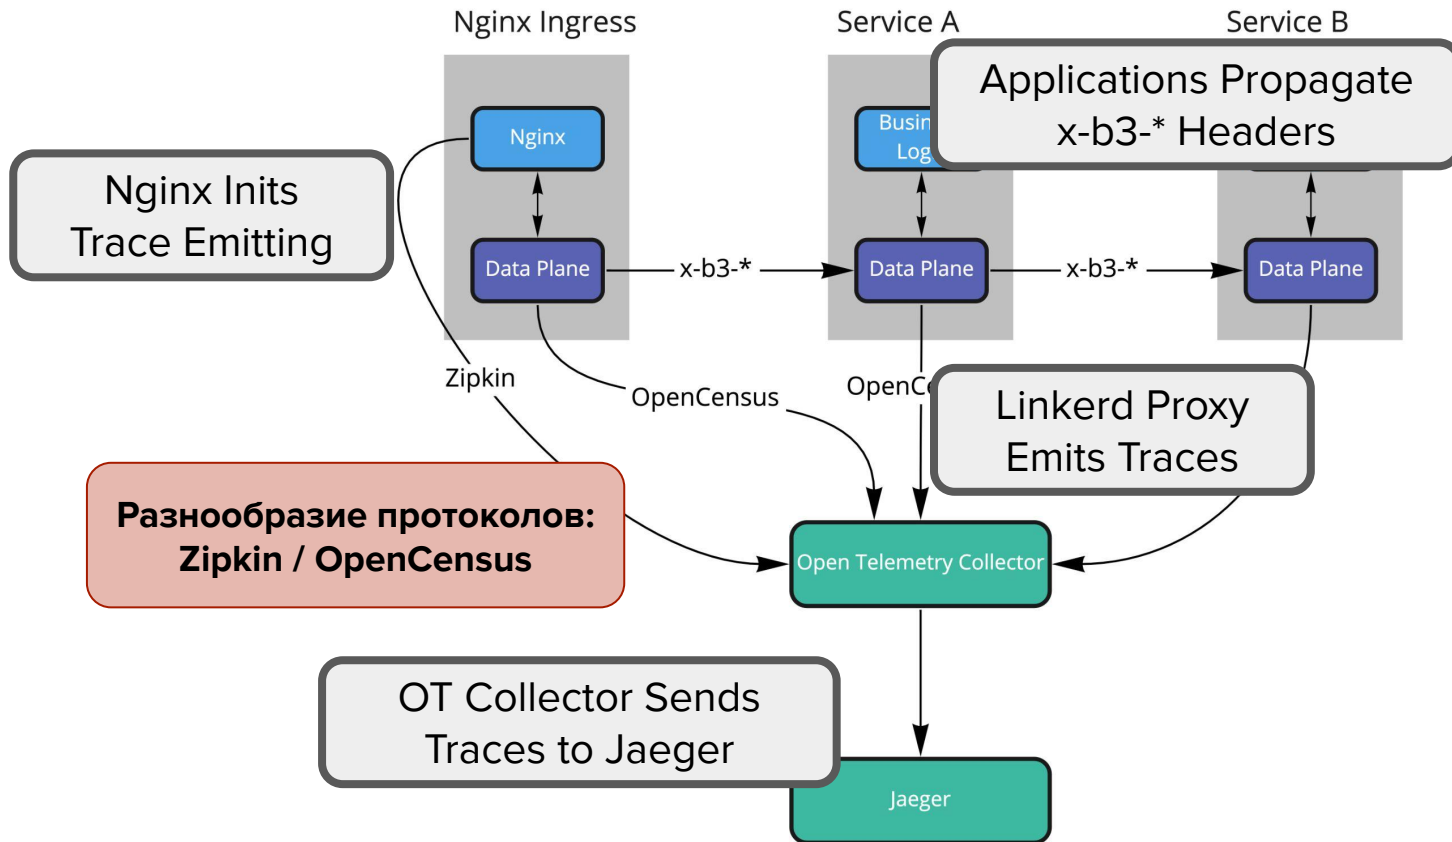 Nginx Ingress
Service A
Service B
Applications Propagate
x-b3-* Headers
Nginx
Nginx Inits
Trace Emitting
Data Plane
x-b3-*
Data Plane
x-b3-*
Data Plane
Zipkin
OpenCensus
Linkerd Proxy
Emits Traces
Разнообразие протоколов:
Zipkin / OpenCensus
Open Telemetry Collector
OT Collector Sends
Traces to Jaeger
Jaeger